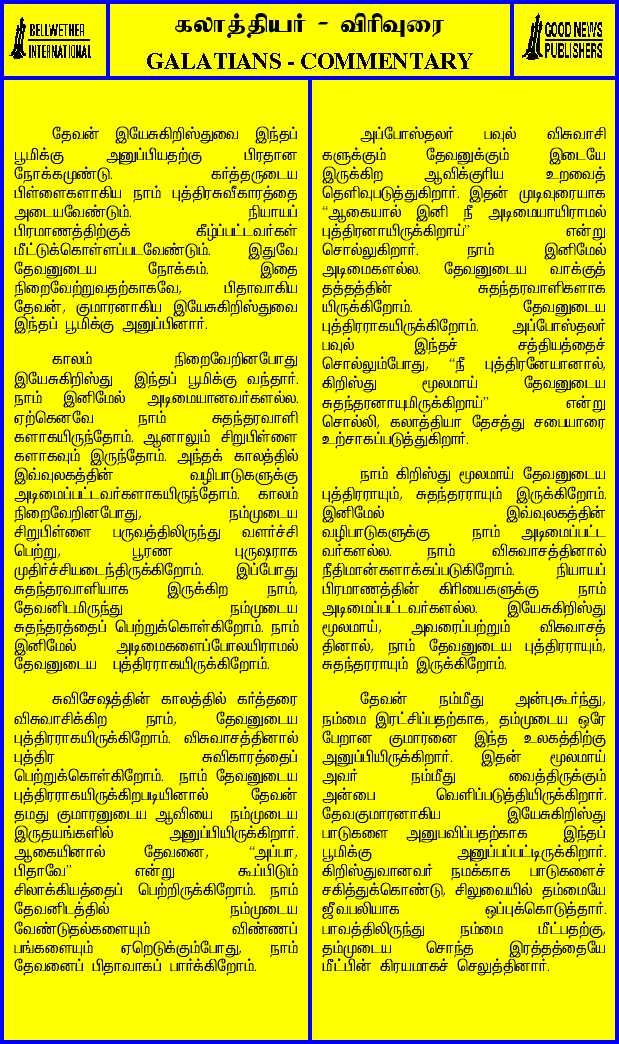 BELLWETHER
INTERNATIONAL
கலாத்தியர் - விரிவுரை
GALATIANS - COMMENTARY
GOOD NEWS
PUBLISHERS
தேவன் இயேசுகிறிஸ்துவை இந்தப்
பூமிக்கு அனுப்பியதற்கு பிரதான
நோக்கமுண்டு. கர்த்தருடைய
பிள்ளைகளாகிய நாம் புத்திரசுவீகாரத்தை
அடையவேண்டும். நியாயப்
பிரமாணத்திற்குக் கீழ்ப்பட்டவர்கள்
மீட்டுக்கொள்ளப்படவேண்டும். இதுவே
தேவனுடைய நோக்கம். இதை
நிறைவேற்றுவதற்காகவே, பிதாவாகிய
தேவன், குமாரனாகிய இயேசுகிறிஸ்துவை
இந்தப் பூமிக்கு அனுப்பினார்.
காலம் நிறைவேறினபோது
இயேசுகிறிஸ்து இந்தப் பூமிக்கு வந்தார்.
நாம் இனிமேல் அடிமையானவர்களல்ல.
ஏற்கெனவே நாம் சுதந்தரவாளி
களாகயிருந்தோம். ஆனாலும் சிறுபிள்ளை
களாகவும் இருந்தோம். அந்தக் காலத்தில்
இவ்வுலகத்தின் வழிபாடுகளுக்கு
அடிமைப்பட்டவர்களாகயிருந்தோம். காலம்
நிறைவேறினபோது, நம்முடைய
சிறுபிள்ளை பருவத்திலிருந்து வளர்ச்சி
பெற்று, பூரண புருஷராக
முதிர்ச்சியடைந்திருக்கிறோம். இப்போது
சுதந்தரவாளியாக இருக்கிற நாம்,
தேவனிடமிருந்து நம்முடைய
சுதந்தரத்தைப் பெற்றுக்கொள்கிறோம். நாம்
இனிமேல் அடிமைகளைப்போலயிராமல்
தேவனுடைய புத்திரராகயிருக்கிறோம்.
சுவிசேஷத்தின் காலத்தில் கர்த்தரை
விசுவாசிக்கிற நாம், தேவனுடைய
புத்திரராகயிருக்கிறோம். விசுவாசத்தினால்
புத்திர சுவிகாரத்தைப்
பெற்றுக்கொள்கிறோம். நாம் தேவனுடைய
புத்திரராகயிருக்கிறபடியினால் தேவன்
தமது குமாரனுடைய ஆவியை நம்முடைய
இருதயங்களில் அனுப்பியிருக்கிறார்.
ஆகையினால் தேவனை, “அப்பா,
பிதாவே” என்று கூப்பிடும்
சிலாக்கியத்தைப் பெற்றிருக்கிறோம். நாம்
தேவனிடத்தில் நம்முடைய
வேண்டுதல்களையும் விண்ணப்
பங்களையும் ஏறெடுக்கும்போது, நாம்
தேவனைப் பிதாவாகப் பார்க்கிறோம்.
அப்போஸ்தலர் பவுல் விசுவாசி
களுக்கும் தேவனுக்கும் இடையே
இருக்கிற ஆவிக்குரிய உறவைத்
தெளிவுபடுத்துகிறார். இதன் முடிவுரையாக
“ஆகையால் இனி நீ அடிமையாயிராமல்
புத்திரனாயிருக்கிறாய்” என்று
சொல்லுகிறார். நாம் இனிமேல்
அடிமைகளல்ல. தேவனுடைய வாக்குத்
தத்தத்தின் சுதந்தரவாளிகளாக
யிருக்கிறோம். தேவனுடைய
புத்திரராகயிருக்கிறோம். அப்போஸ்தலர்
பவுல் இந்தச் சத்தியத்தைச்
சொல்லும்போது, “நீ புத்திரனேயானால்,
கிறிஸ்து மூலமாய் தேவனுடைய
சுதந்தரனாயுமிருக்கிறாய்” என்று
சொல்லி, கலாத்தியா தேசத்து சபையாரை
உற்சாகப்படுத்துகிறார்.
நாம் கிறிஸ்து மூலமாய் தேவனுடைய
புத்திரராயும், சுதந்தரராயும் இருக்கிறோம்.
இனிமேல் இவ்வுலகத்தின்
வழிபாடுகளுக்கு நாம் அடிமைப்பட்ட
வர்களல்ல. நாம் விசுவாசத்தினால்
நீதிமான்களாக்கப்படுகிறோம். நியாயப்
பிரமாணத்தின் கிரியைகளுக்கு நாம்
அடிமைப்பட்டவர்களல்ல. இயேசுகிறிஸ்து
மூலமாய், அவரைப்பற்றும் விசுவாசத்
தினால், நாம் தேவனுடைய புத்திரராயும்,
சுதந்தரராயும் இருக்கிறோம்.
தேவன் நம்மீது அன்புகூர்ந்து,
நம்மை இரட்சிப்பதற்காக, தம்முடைய ஒரே
பேறான குமாரனை இந்த உலகத்திற்கு
அனுப்பியிருக்கிறார். இதன் மூலமாய்
அவர் நம்மீது வைத்திருக்கும்
அன்பை வெளிப்படுத்தியிருக்கிறார்.
தேவகுமாரனாகிய இயேசுகிறிஸ்து
பாடுகளை அனுபவிப்பதற்காக இந்தப்
பூமிக்கு அனுப்பப்பட்டிருக்கிறார்.
கிறிஸ்துவானவர் நமக்காக பாடுகளைச்
சகித்துக்கொண்டு, சிலுவையில் தம்மையே
ஜீவபலியாக ஒப்புக்கொடுத்தார்.
பாவத்திலிருந்து நம்மை மீட்பதற்கு,
தம்முடைய சொந்த இரத்தத்தையே
மீட்பின் கிரயமாகச் செலுத்தினார்.